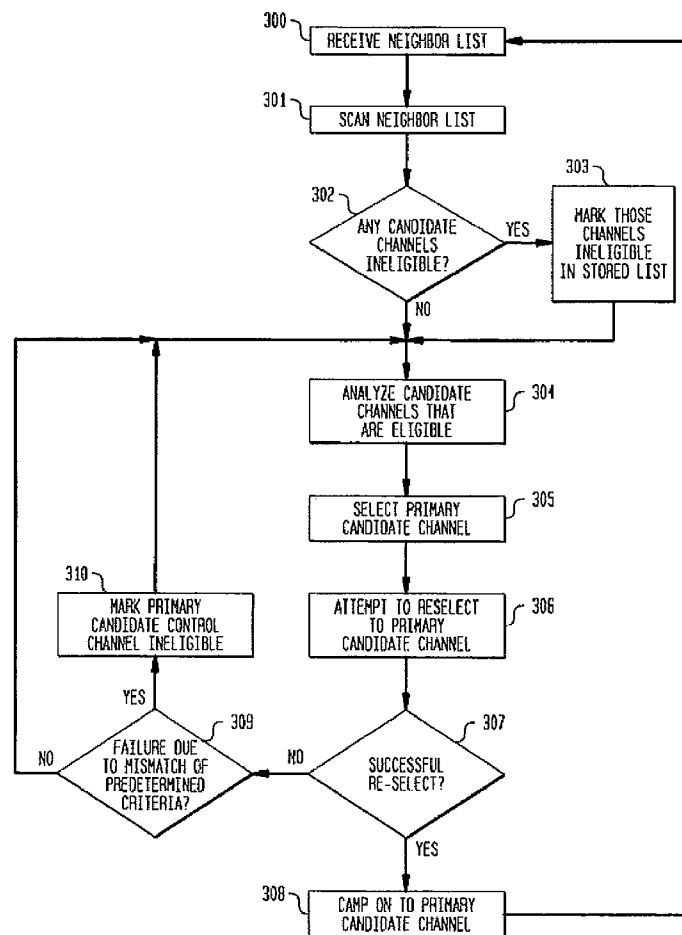 300
RECEIVE NEIGHBOR LIST
301
SCAN NEIGHBOR LIST
302
ANY CANDIDATE
CHANNELS
INELIGIBLE?
YES
303
MARK THOSE
CHANNELS
INELIGIBLE
IN STORED LIST
NO
ANALYZE CANDIDATE
CHANNELS THAT
ARE ELIGIBLE
304
SELECT PRIMARY
CANDIDATE CHANNEL
305
310
MARK PRIMARY
CANDIDATE CONTROL
CHANNEL INELIGIBLE
ATTEMPT TO RESELECT
TO PRIMARY
CANDIDATE CHANNEL
306
YES
309
NO
FAILURE DUE
TO MISMATCH OF
PREDETERMINED
CRITERIA?
NO
307
SUCCESSFUL
RE-SELECT?
YES
308
CAMP ON TO PRIMARY
CANDIDATE CHANNEL